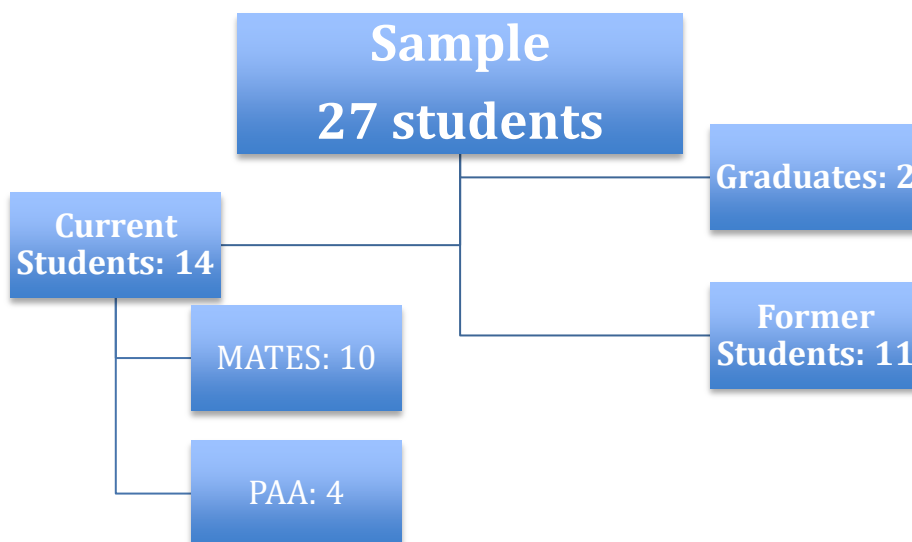 Sample
27 students
Graduates: 2
Current
Students: 14
Former
Students: 11
MATES: 10
PAA: 4